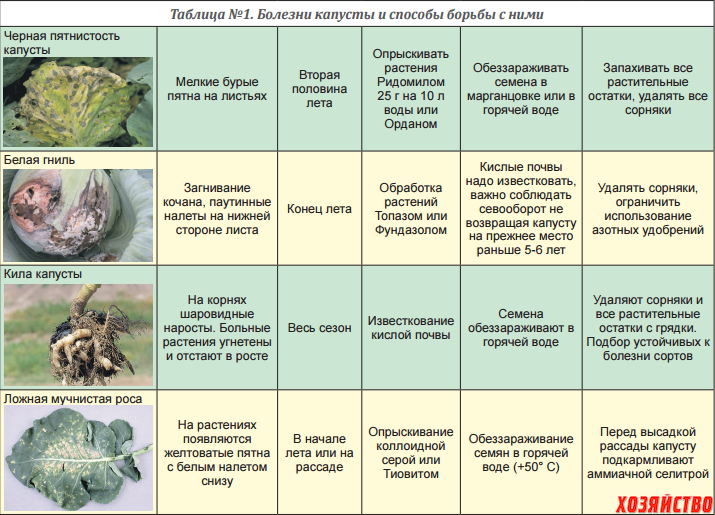 Таблица №1. Болезни капусты и способы борьбы с ними
Черная пятнистость
капусты
Мелкие бурые
пятна на листьях
Вторая
половина
лета
Опрыскивать
растения
Ридомилом
25 г на 10 л
воды или
Орданом
Обеззараживать
семена в
марганцовке или в
горячей воде
Запахивать все
растительные
остатки, удалять все
сорняки
Белая гниль
Загнивание
кочана, паутинные
налеты на нижней
стороне листа
Конец лета
Обработка
растений
Топазом или
Фундазолом
Кислые почвы
надо известковать,
важно соблюдать
севооборот не
возвращая капусту
на прежнее место
раньше 5-6 лет
Удалять сорняки,
ограничить
использование
азотных удобрений
Кила капусты
На корнях
шаровидные
наросты. Больные
растения угнетены
и отстают в росте
Весь сезон
Известкование
кислой почвы
Семена
обеззараживают в
горячей воде
Удаляют сорняки и
все растительные
остатки с грядки.
Подбор устойчивых к
болезни сортов
Ложная мучнистая роса
На растениях
появляются
желтоватые пятна
с белым налетом
снизу
В начале
лета или на
рассаде
Опрыскивание
коллоидной
серой или
Тиовитом
Обеззараживание
семян в горячей
воде (+50° С)
Перед высадкой
рассады капусту
подкармливают
аммиачной селитрой
ХОЗЯЙСТВО